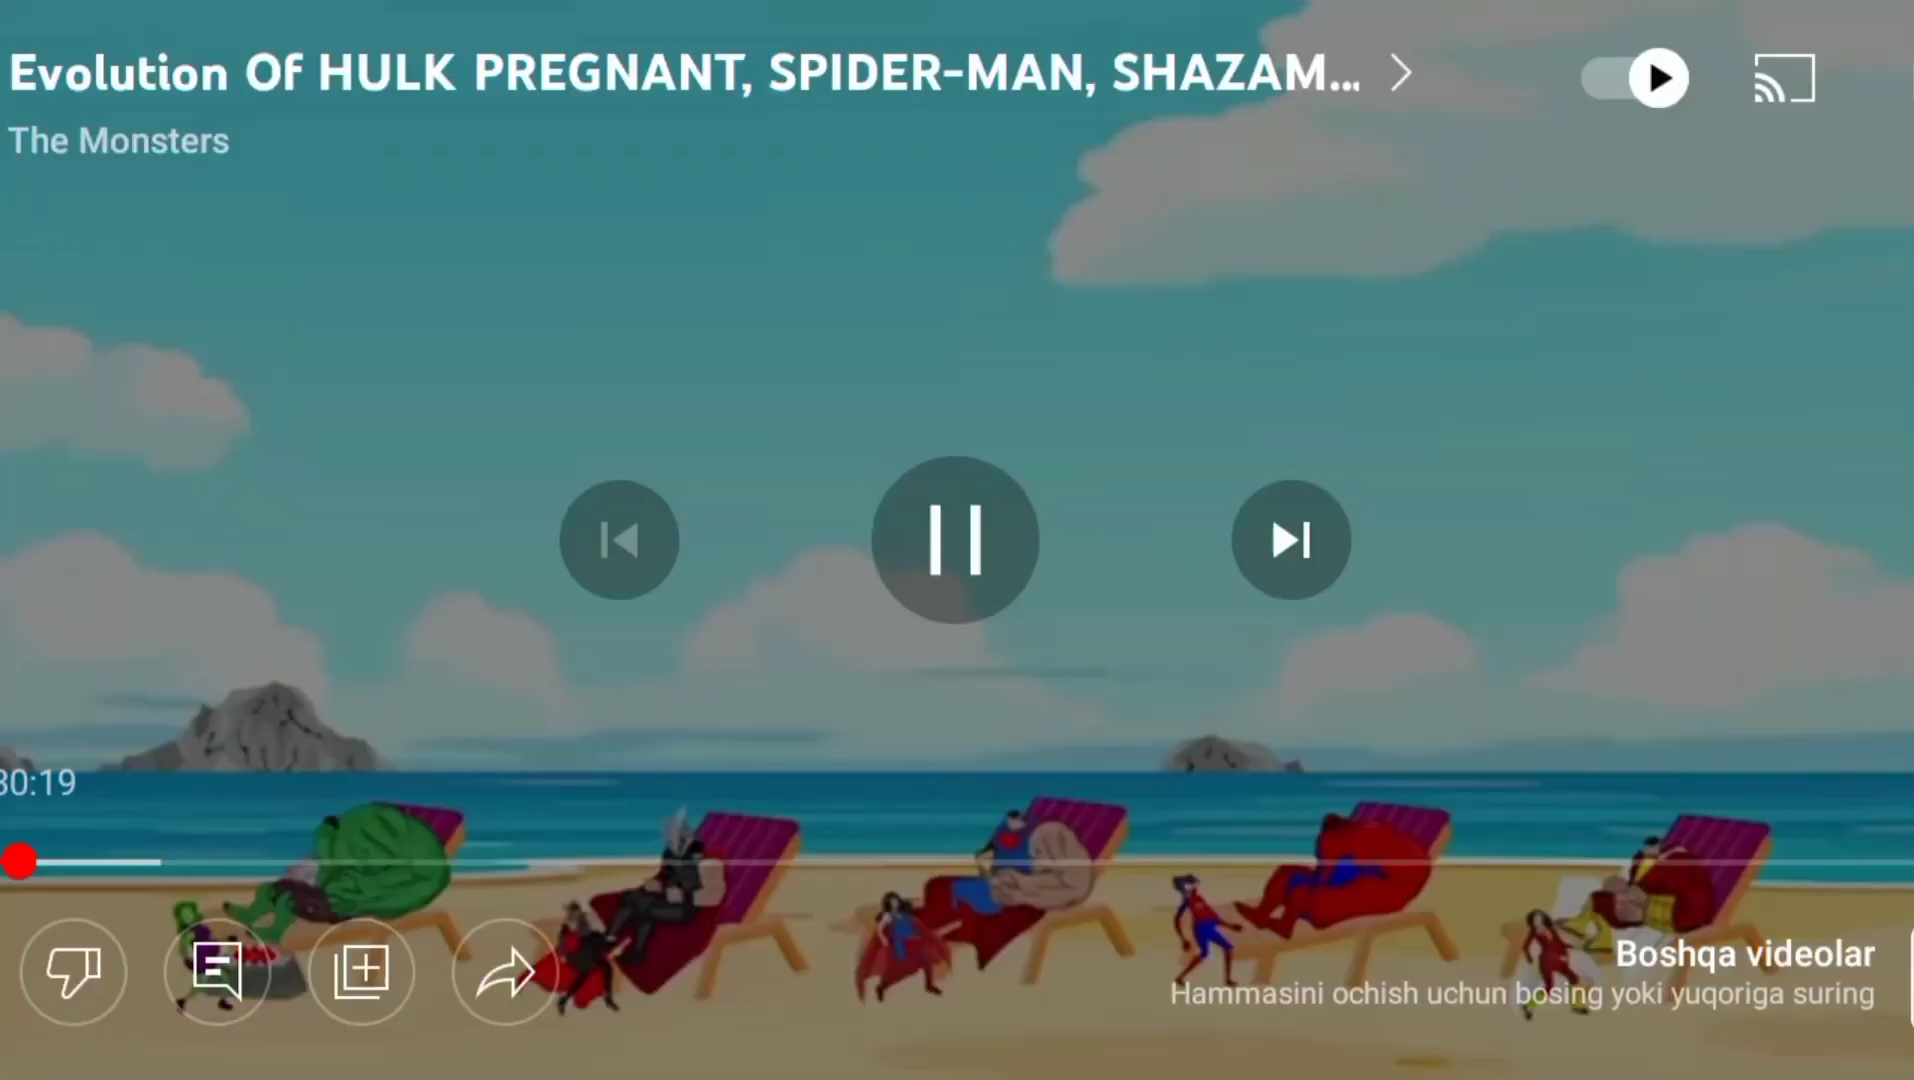 Evolution Of HULK PREGNANT, SPIDER-MAN, SHAZAM...
The Monsters
30:19
Boshqa videolar
Hammasini ochish uchun bosing yoki yuqoriga suring